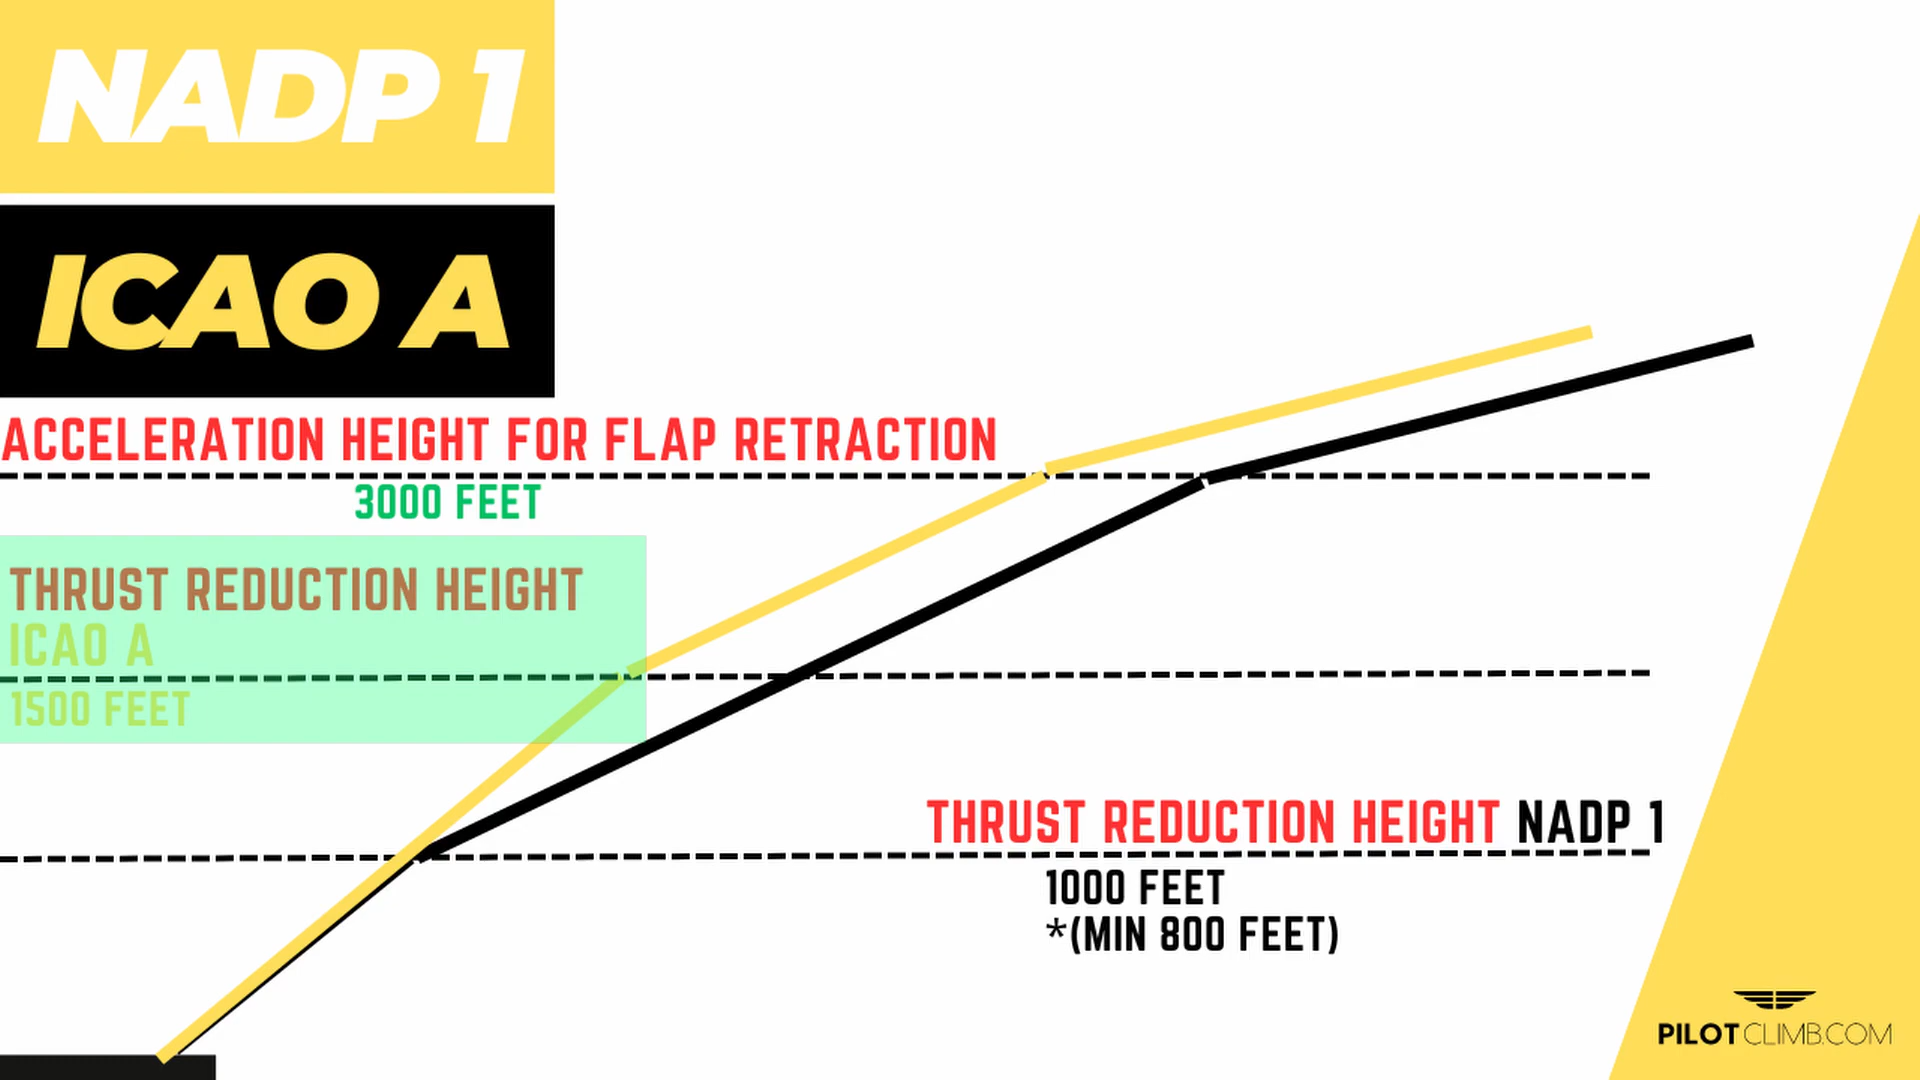 NADP 1
ICAO A
ACCELERATION HEIGHT FOR FLAP RETRACTION
3000 FEET
THRUST REDUCTION HEIGHT
ICAO A
1500 FEET
THRUST REDUCTION HEIGHT NADP 1
1000 FEET
*(MIN 800 FEET)
PILOTCLIMB.COM